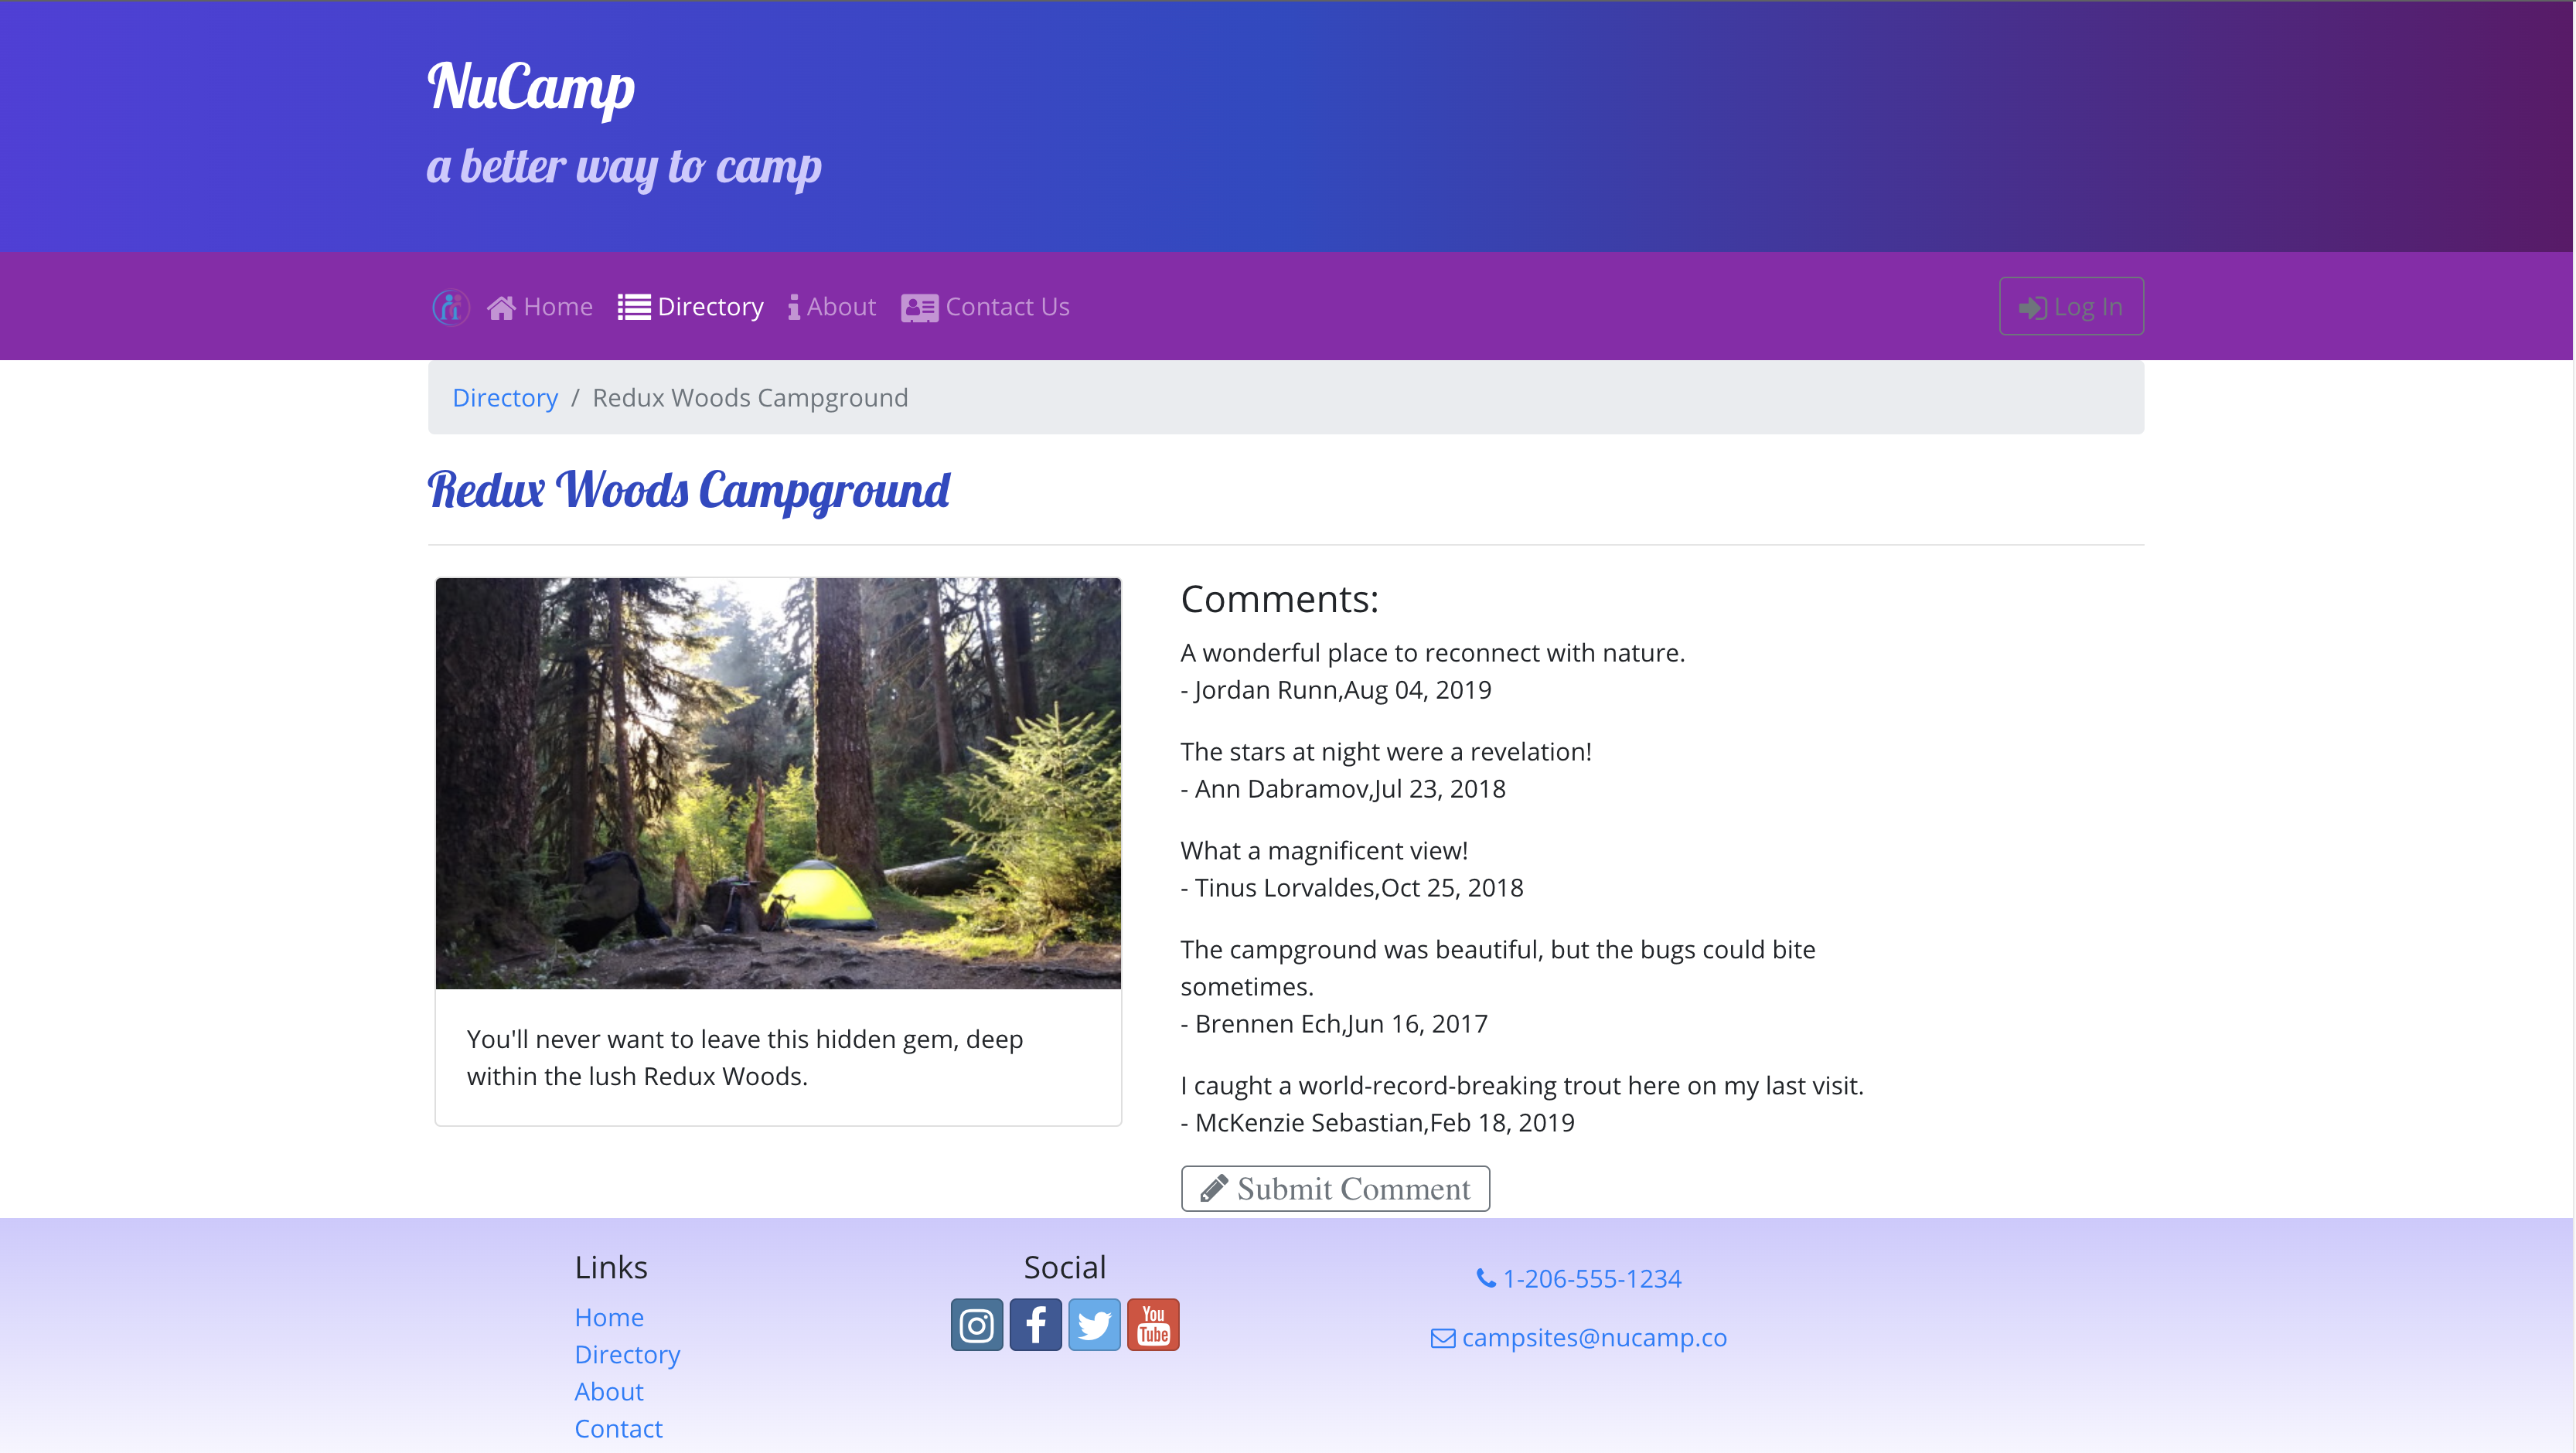 NuCamp
a better way to camp
Home Directory About Contact Us Log In
Directory / Redux Woods Campground
Redux Woods Campground
You'll never want to leave this hidden gem, deep
within the lush Redux Woods.
Comments:
A wonderful place to reconnect with nature.
- Jordan Runn,Aug 04, 2019
The stars at night were a revelation!
- Ann Dabramov,Jul 23, 2018
What a magnificent view!
- Tinus Lorvaldes,Oct 25, 2018
The campground was beautiful, but the bugs could bite
sometimes.
- Brennen Ech,Jun 16, 2017
I caught a world-record-breaking trout here on my last visit.
- McKenzie Sebastian,Feb 18, 2019
Submit Comment
Links
Home
Directory
About
Contact
Social
You
Tube
1-206-555-1234
campsites@nucamp.co